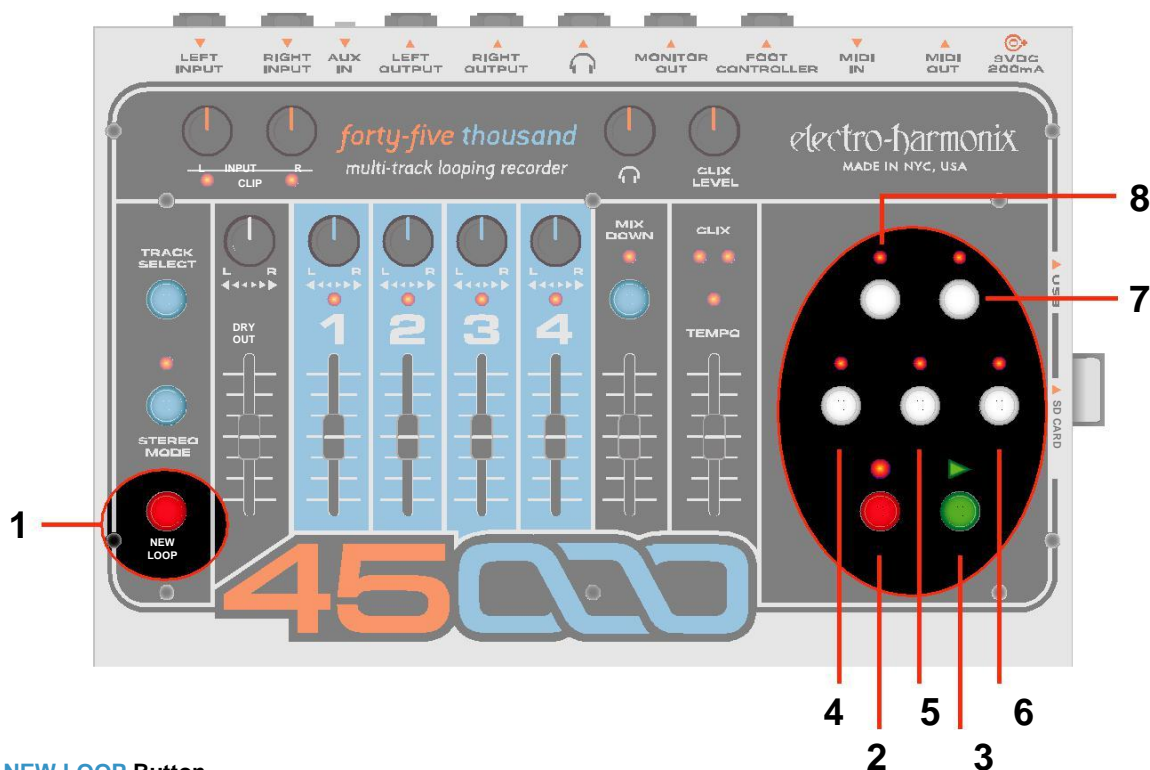 LEFT INPUT
RIGHT INPUT
AUX IN
LEFT OUTPUT
RIGHT OUTPUT
MONITOR OUT
FOOT CONTROLLER
MIDI IN
MIDI OUT
9VDC 200mA
forty-five thousand
multi-track looping recorder
electro-harmonix
MADE IN NYC, USA
L INPUT R
CLIP
CLIX LEVEL
8
TRACK SELECT
L R
L R
L R
L R
L R
MIX DOWN
CLIX
USB
7
DRY OUT
1
2
3
4
TEMPO
SD CARD
STEREO MODE
1
NEW LOOP
45000
4
5
6
2
3
NEW LOOP Button